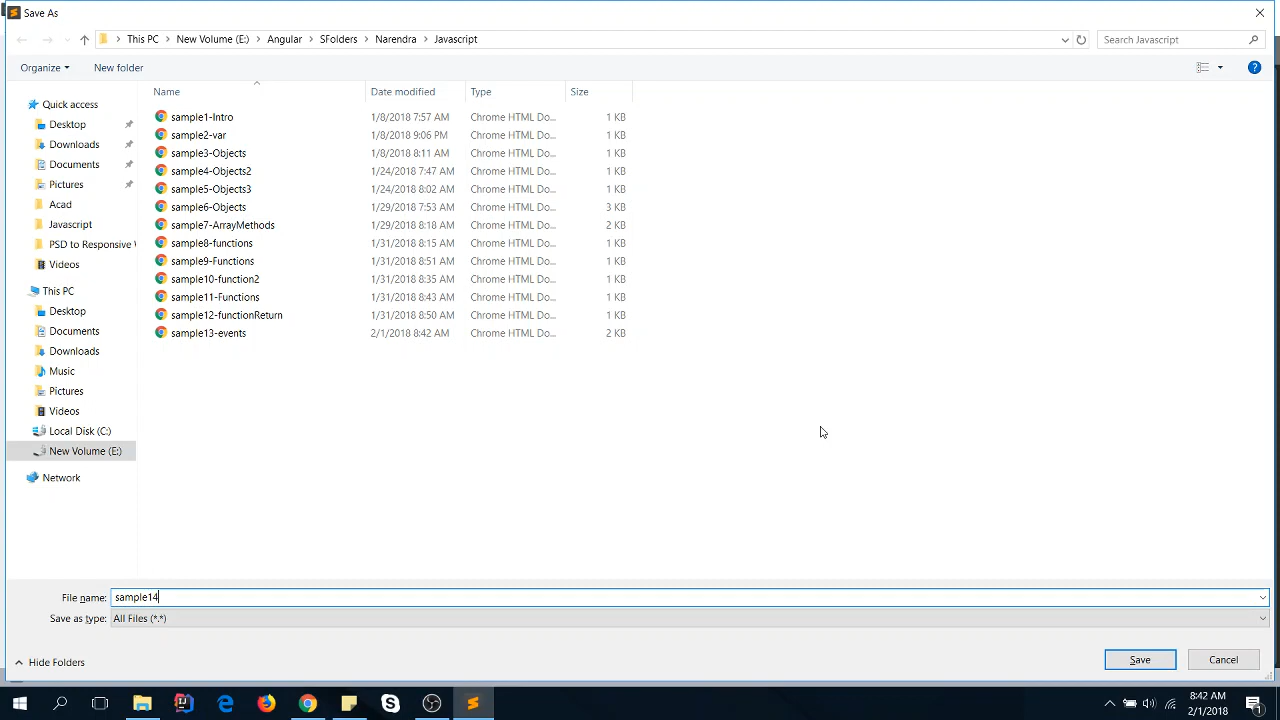 Save As
This PC > New Volume (E:) > Angular > SFolders > Narendra > Javascript
Search Javascript
Organize
New folder
Name Date modified Type Size
Quick access
Desktop
Downloads
Documents
Pictures
Acad
Javascript
PSD to Responsive
Videos
This PC
Desktop
Documents
Downloads
Music
Pictures
Videos
Local Disk (C:)
New Volume (E:)
Network
sample1-Intro 1/8/2018 7:57 AM Chrome HTML Do... 1 KB
sample2-var 1/8/2018 9:06 PM Chrome HTML Do... 1 KB
sample3-Objects 1/8/2018 8:11 AM Chrome HTML Do... 1 KB
sample4-Objects2 1/24/2018 7:47 AM Chrome HTML Do... 1 KB
sample5-Objects3 1/24/2018 8:02 AM Chrome HTML Do... 1 KB
sample6-Objects 1/29/2018 7:53 AM Chrome HTML Do... 3 KB
sample7-ArrayMethods 1/29/2018 8:18 AM Chrome HTML Do... 2 KB
sample8-functions 1/31/2018 8:15 AM Chrome HTML Do... 1 KB
sample9-Functions 1/31/2018 8:51 AM Chrome HTML Do... 1 KB
sample10-function2 1/31/2018 8:35 AM Chrome HTML Do... 1 KB
sample11-Functions 1/31/2018 8:43 AM Chrome HTML Do... 1 KB
sample12-functionReturn 1/31/2018 8:50 AM Chrome HTML Do... 1 KB
sample13-events 2/1/2018 8:42 AM Chrome HTML Do... 2 KB
File name: sample14
Save as type: All Files (*.*)
Hide Folders
Save
Cancel
8:42 AM
2/1/2018